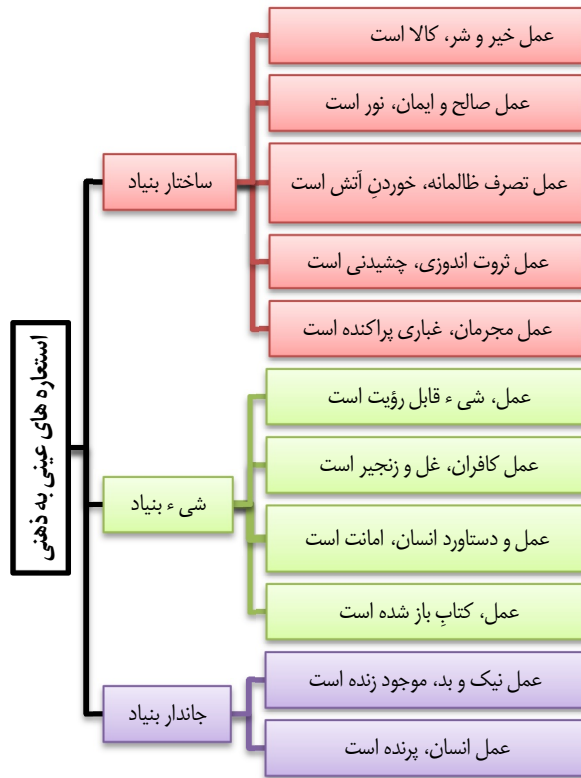 استعاره های عینی به ذهنی
ساختار بنیاد
عمل خیر و شر، کالا است
عمل صالح و ایمان، نور است
عمل تصرف ظالمانه، خوردنِ آتش است
عمل ثروت اندوزی، چشیدنی است
عمل مجرمان، غباری پراکنده است
شی ء بنیاد
عمل، شی ء قابل رؤیت است
عمل کافران، غل و زنجیر است
عمل و دستاورد انسان، امانت است
عمل، کتابِ باز شده است
جاندار بنیاد
عمل نیک و بد، موجود زنده است
عمل انسان، پرنده است